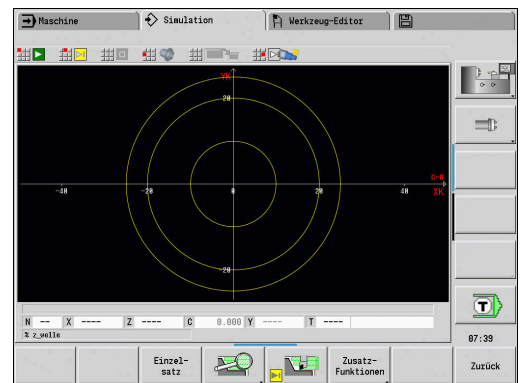 Maschine Simulation Werkzeug-Editor
YK
20
-40 -20 0 20 40
C-N
XK
-20
N -- X ---- Z ---- C 0.000 Y ---- T ----
% z_welle
T
07:39
Einzel-
satz
Zusatz-
Funktionen
Zurück